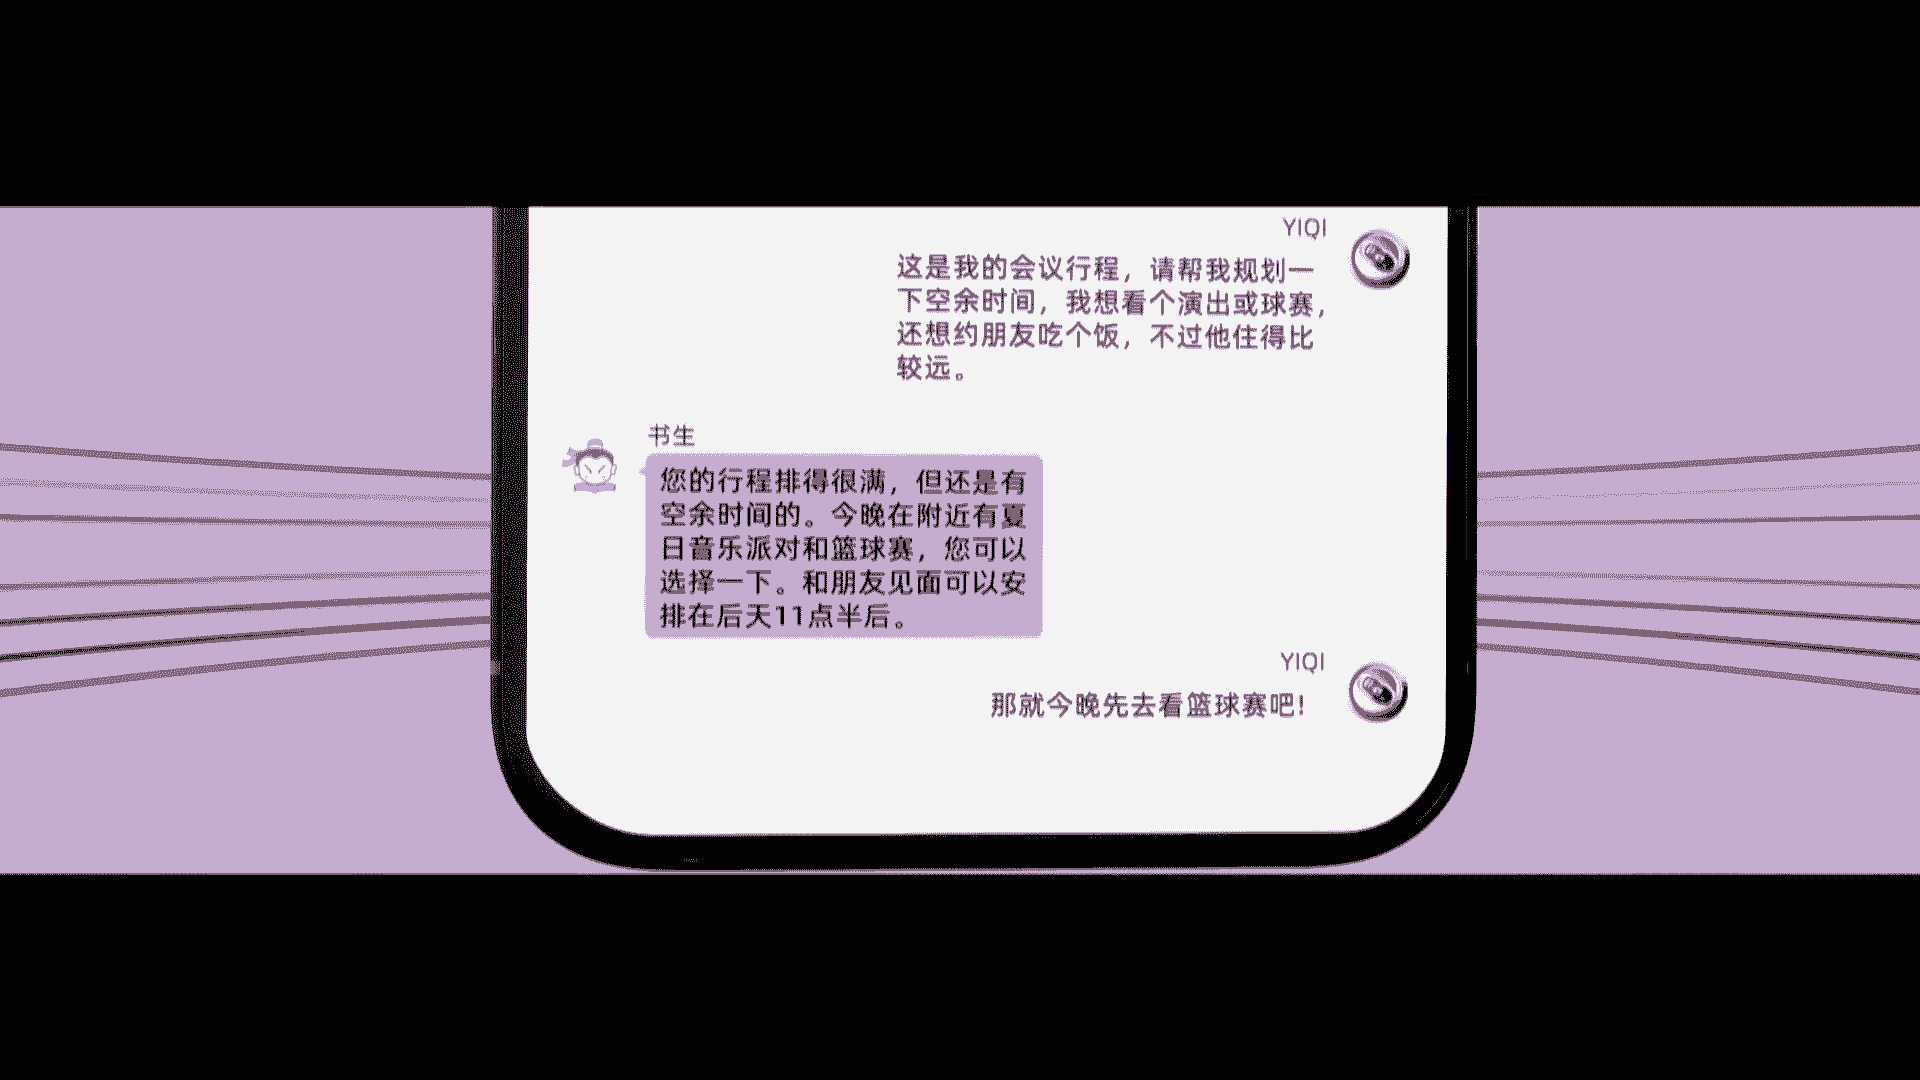 YIQI
这是我的会议行程，请帮我规划一
下空余时间，我想看个演出或球赛，
还想约朋友吃个饭，不过他住得比
较远。
书生
您的行程排得很满，但还是有
空余时间的。今晚在附近有夏
日音乐派对和篮球赛，您可以
选择一下。和朋友见面可以安
排在后天11点半后。
YIQI
那就今晚先去看篮球赛吧！